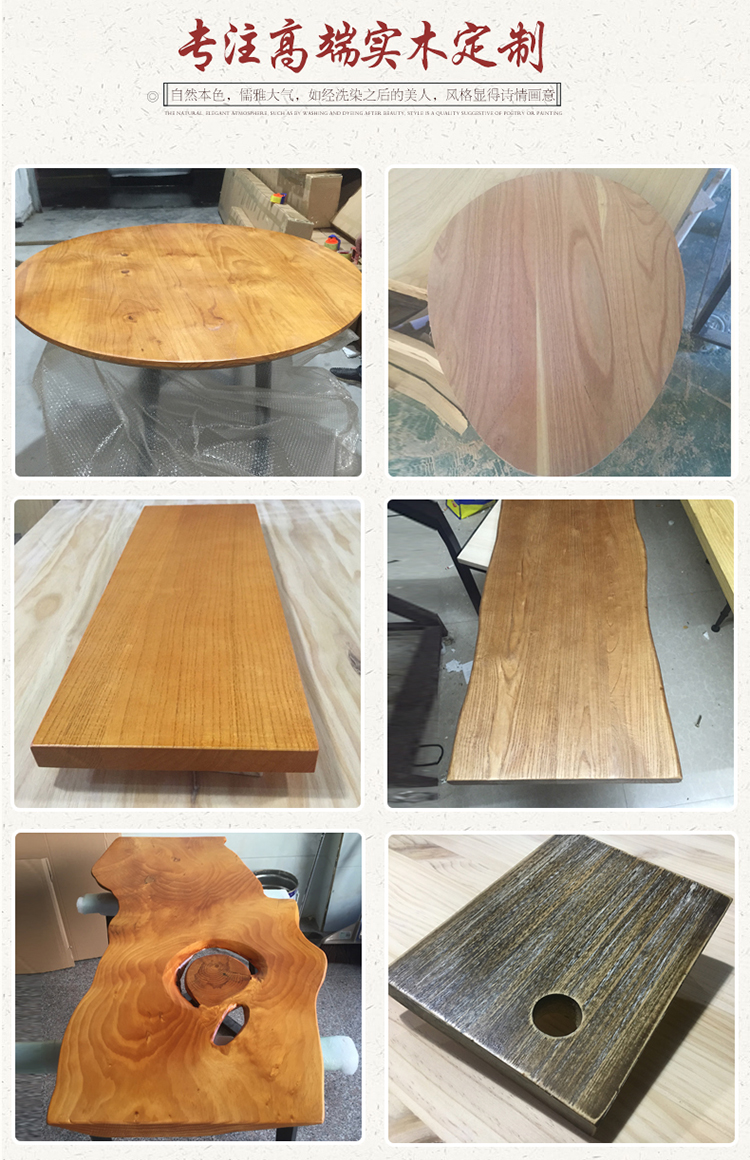 专注高端实木定制
自然本色，儒雅大气，如经洗染之后的美人，风格显得诗情画意
THE NATURAL, ELEGANT ATMOSPHERE, SUCH AS BY WASHING AND DYEING AFTER BEAUTY, STYLE IS A QUALITY SUGGESTIVE OF POETRY OR PAINTING